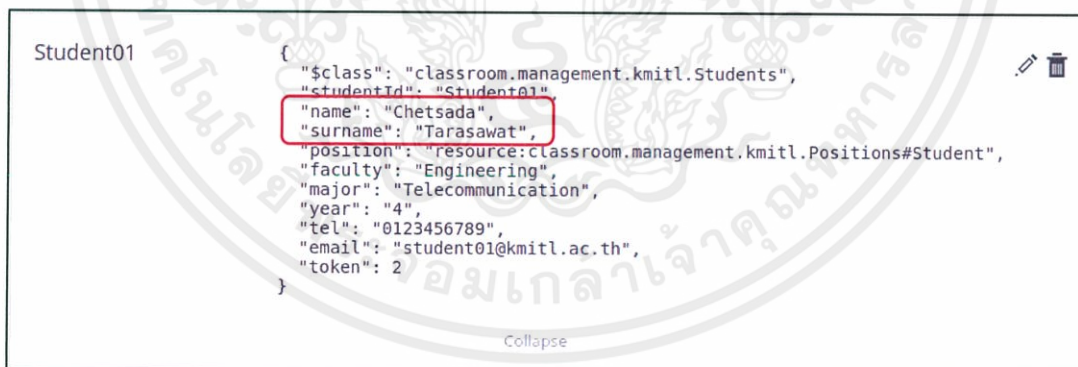 Student01
{
"$class": "classroom.management.kmitl.Students",
"studentId": "Student01",
"name": "Chetsada",
"surname": "Tarasawat",
"position": "resource:classroom.management.kmitl.Positions#Student",
"faculty": "Engineering",
"major": "Telecommunication",
"year": "4",
"tel": "0123456789",
"email": "student01@kmitl.ac.th",
"token": 2
}
Collapse